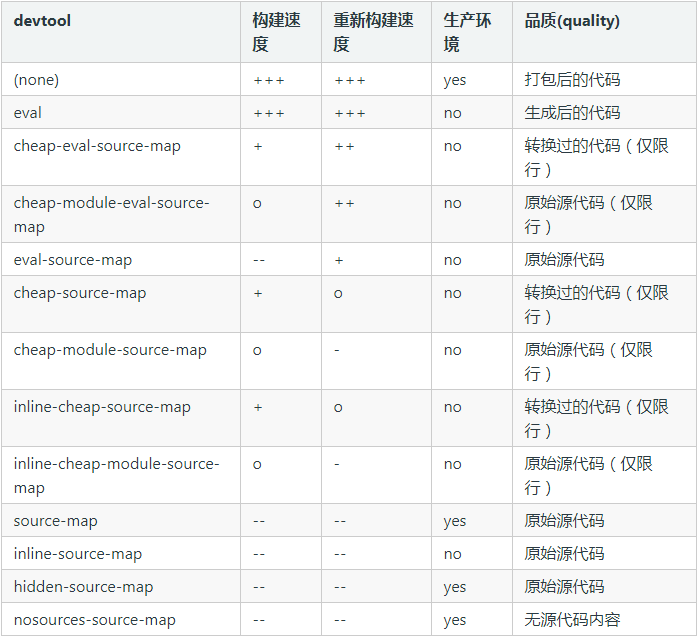 devtool 构建速 重新构建速 生产环 品质(quality)
度 度 境
(none) +++ +++ yes 打包后的代码
eval +++ +++ no 生成后的代码
cheap-eval-source-map + ++ no 转换过的代码（仅限
行）
cheap-module-eval-source- o ++ no 原始源代码（仅限
map 行）
eval-source-map -- + no 原始源代码
cheap-source-map + o no 转换过的代码（仅限
行）
cheap-module-source-map o - no 原始源代码（仅限
行）
inline-cheap-source-map + o no 转换过的代码（仅限
行）
inline-cheap-module-source- o - no 原始源代码（仅限
map 行）
source-map -- -- yes 原始源代码
inline-source-map -- -- no 原始源代码
hidden-source-map -- -- yes 原始源代码
nosources-source-map -- -- yes 无源代码内容